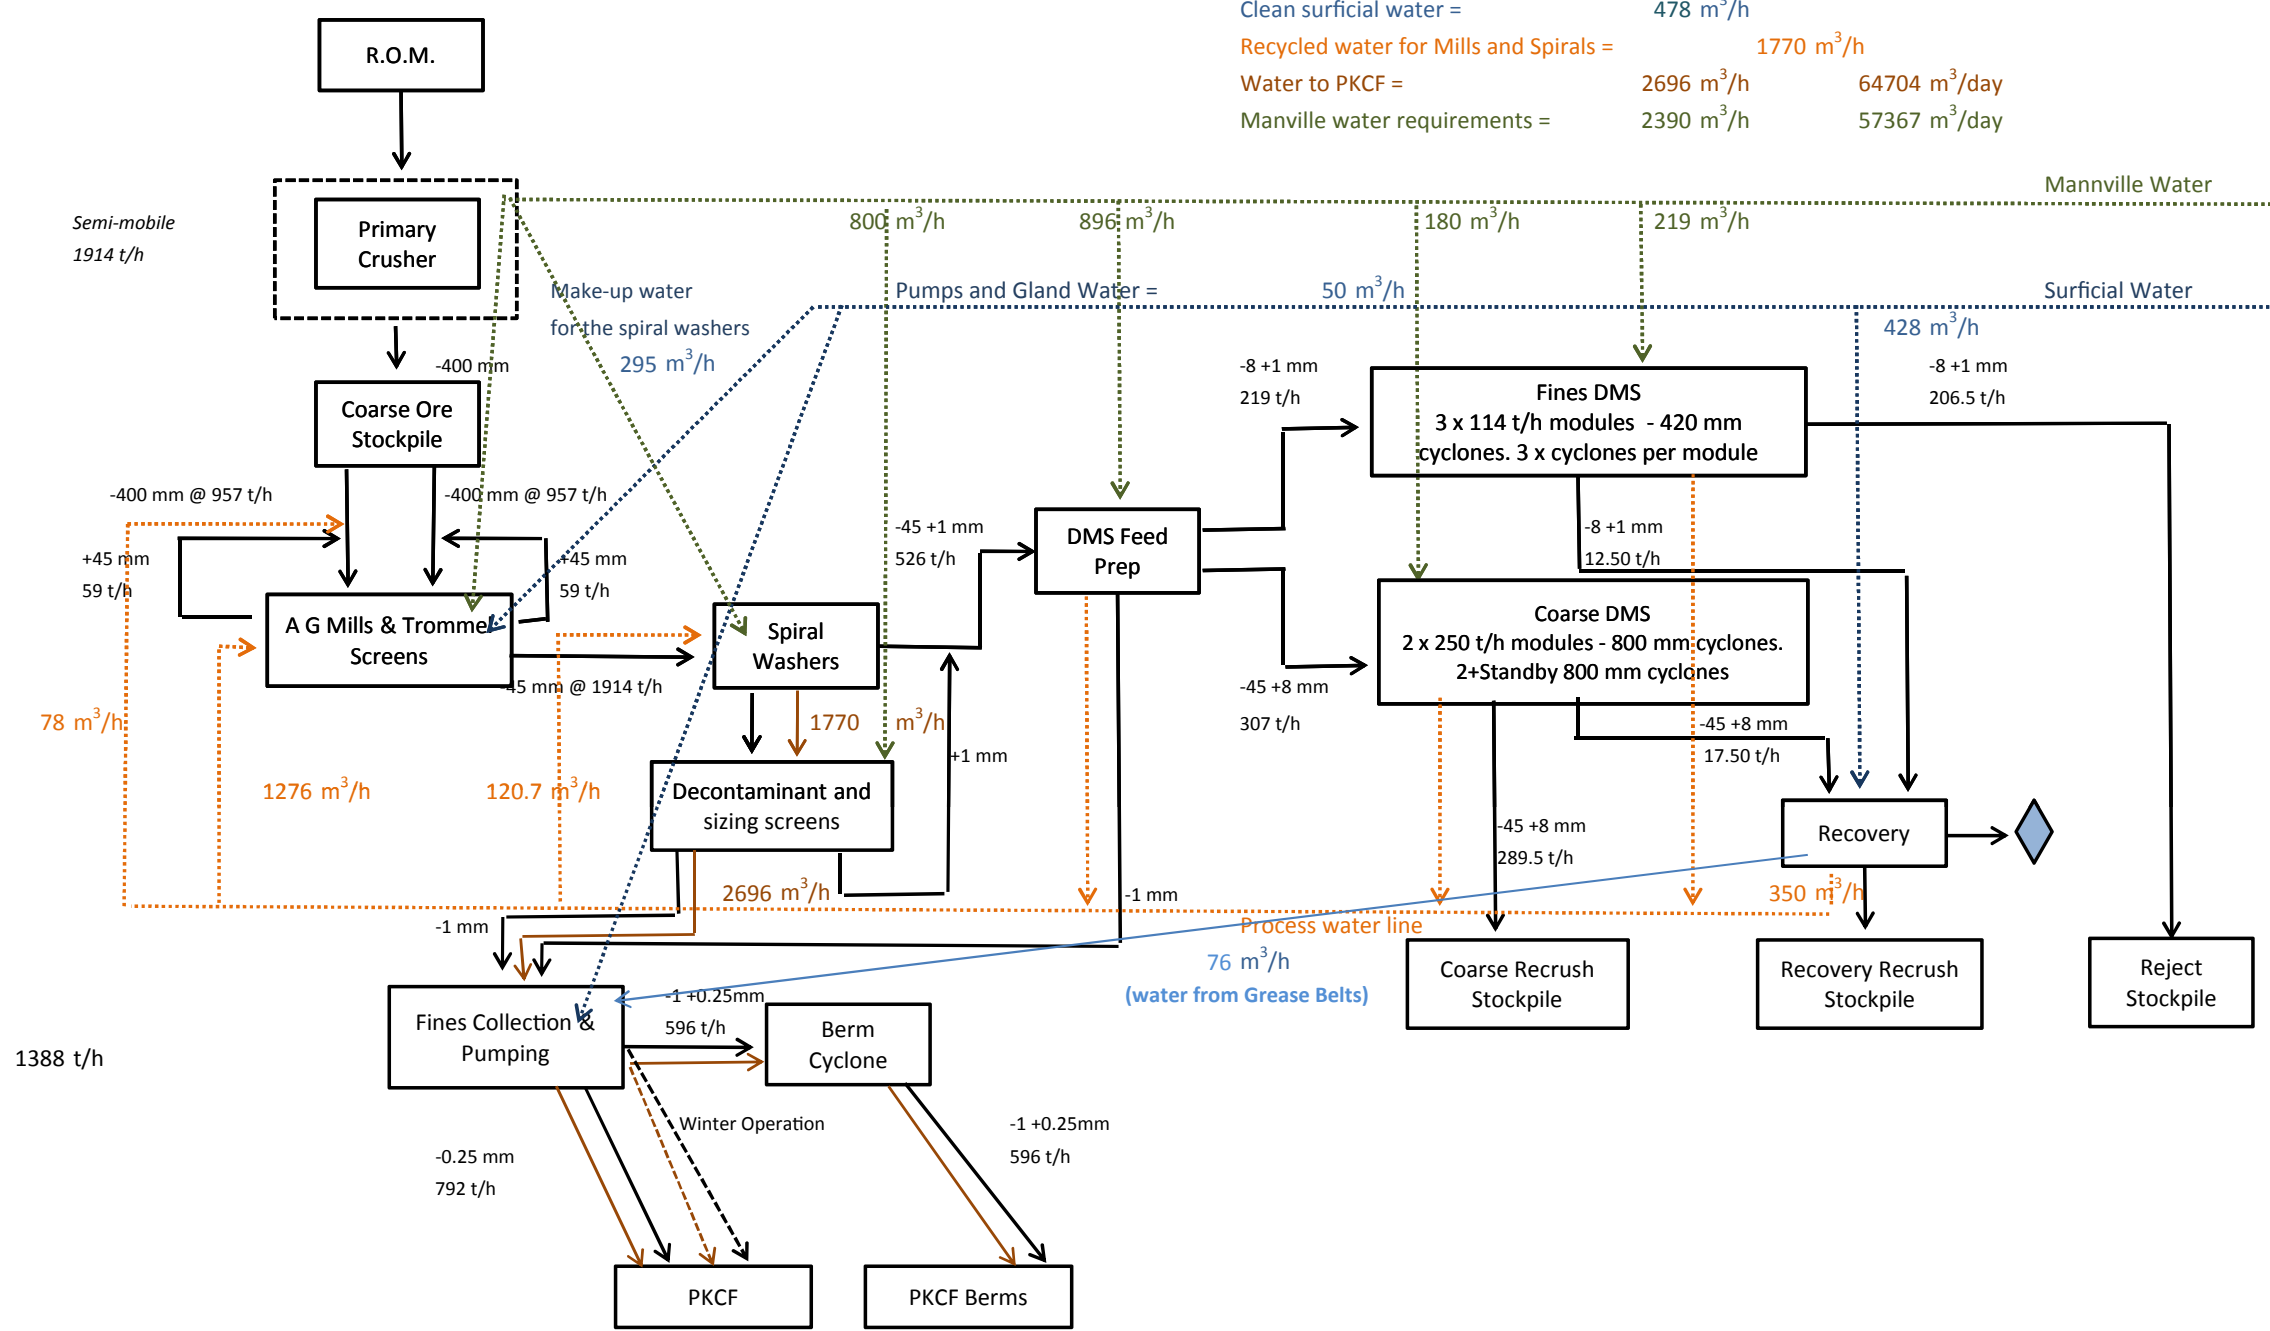 Clean surficial water = 478 m3/h
Recycled water for Mills and Spirals = 1770 m3/h
Water to PKCF = 2696 m3/h 64704 m3/day
Manville water requirements = 2390 m3/h 57367 m3/day
R.O.M.
Mannville Water
Semi-mobile
1914 t/h
Primary
Crusher
800 m3/h
896 m3/h
180 m3/h
219 m3/h
Make-up water
for the spiral washers
295 m3/h
Pumps and Gland Water = 50 m3/h
Surficial Water
428 m3/h
-400 mm
Coarse Ore
Stockpile
-8 +1 mm
219 t/h
Fines DMS
3 x 114 t/h modules - 420 mm
cyclones. 3 x cyclones per module
-8 +1 mm
206.5 t/h
-400 mm @ 957 t/h
-400 mm @ 957 t/h
+45 mm
59 t/h
+45 mm
59 t/h
-45 +1 mm
526 t/h
DMS Feed
Prep
-8 +1 mm
12.50 t/h
A G Mills & Tromme
Screens
Spiral
Washers
Coarse DMS
2 x 250 t/h modules - 800 mm cyclones.
2+Standby 800 mm cyclones
-45 mm @ 1914 t/h
-45 +8 mm
307 t/h
78 m3/h
1770 m3/h
-45 +8 mm
17.50 t/h
+1 mm
1276 m3/h
120.7 m3/h
Decontaminant and
sizing screens
-45 +8 mm
289.5 t/h
Recovery
2696 m3/h
-1 mm
350 m3/h
-1 mm
Process water line
76 m3/h
(water from Grease Belts)
Coarse Recrush
Stockpile
Recovery Recrush
Stockpile
Reject
Stockpile
-1 +0.25mm
596 t/h
Fines Collection &
Pumping
Berm
Cyclone
1388 t/h
Winter Operation
-1 +0.25mm
596 t/h
-0.25 mm
792 t/h
PKCF
PKCF Berms